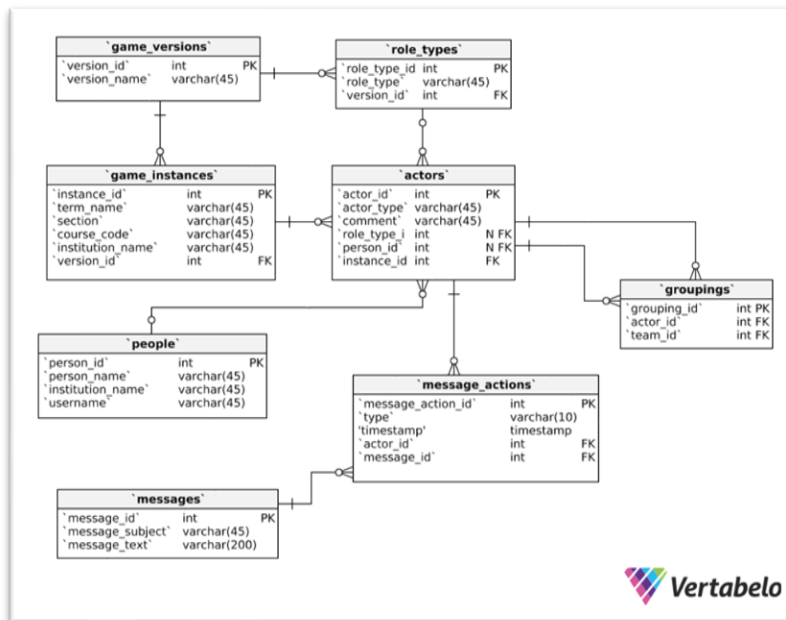 `game_versions`
`version_id` int PK
`version_name` varchar(45)
`role_types`
`role_type_id int PK
`role_type` varchar(45)
`version_id` int FK
`game_instances`
`instance_id` int PK
`term_name` varchar(45)
`section` varchar(45)
`course_code` varchar(45)
`institution_name` varchar(45)
`version_id` int FK
`actors`
`actor_id` int PK
`actor_type` varchar(45)
`comment` varchar(45)
`role_type_i int N FK
`person_id` int N FK
`instance_id int FK
`groupings`
`grouping_id` int PK
`actor_id` int FK
`team_id` int FK
`people`
`person_id` int PK
`person_name` varchar(45)
`institution_name` varchar(45)
`username` varchar(45)
`message_actions`
`message_action_id` int PK
`type` varchar(10)
'timestamp' timestamp
`actor_id` int FK
`message_id` int FK
`messages`
`message_id` int PK
`message_subject` varchar(45)
`message_text` varchar(200)
Vertabelo